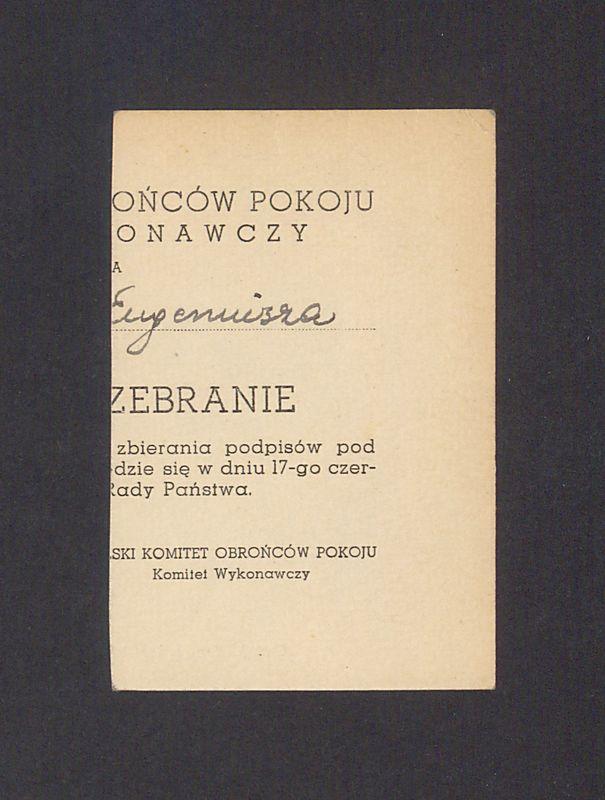 OŃCÓW POKOJU
ONAWCZY
A
Eugeniusza
ZEBRANIE
zbierania podpisów pod
dzie się w dniu 17-go czer-
Rady Państwa.
SKI KOMITET OBROŃCÓW POKOJU
Komitet Wykonawczy